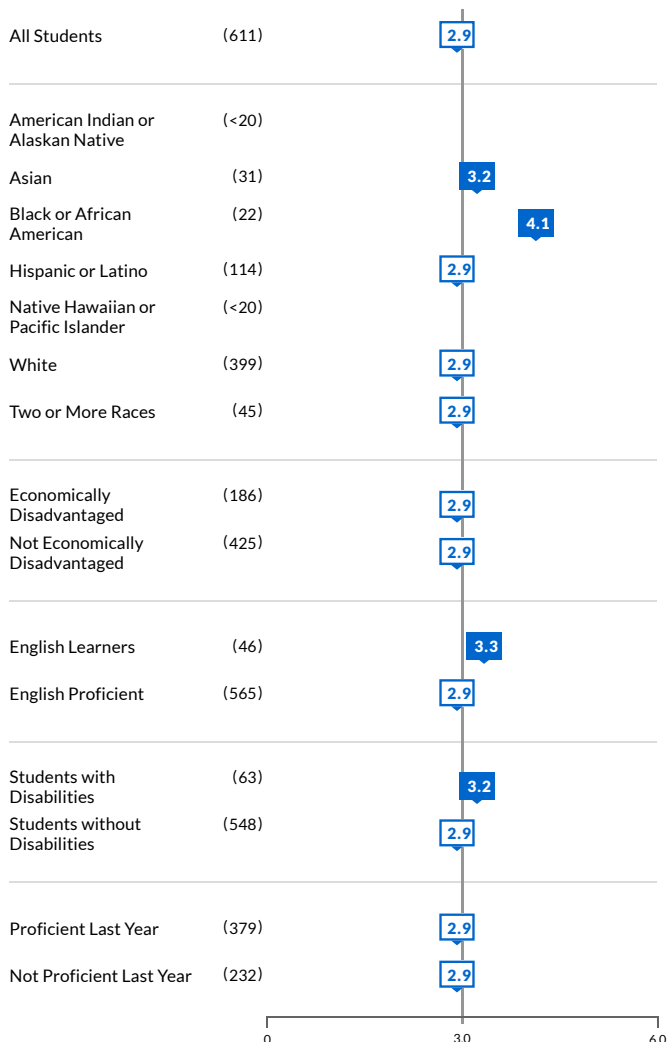 All Students (611) 2.9
American Indian or (<20)
Alaskan Native
Asian (31) 3.2
Black or African (22) 4.1
American
Hispanic or Latino (114) 2.9
Native Hawaiian or (<20)
Pacific Islander
White (399) 2.9
Two or More Races (45) 2.9
Economically (186) 2.9
Disadvantaged
Not Economically (425) 2.9
Disadvantaged
English Learners (46) 3.3
English Proficient (565) 2.9
Students with (63) 3.2
Disabilities
Students without (548) 2.9
Disabilities
Proficient Last Year (379) 2.9
Not Proficient Last Year (232) 2.9
0 3.0 6.0